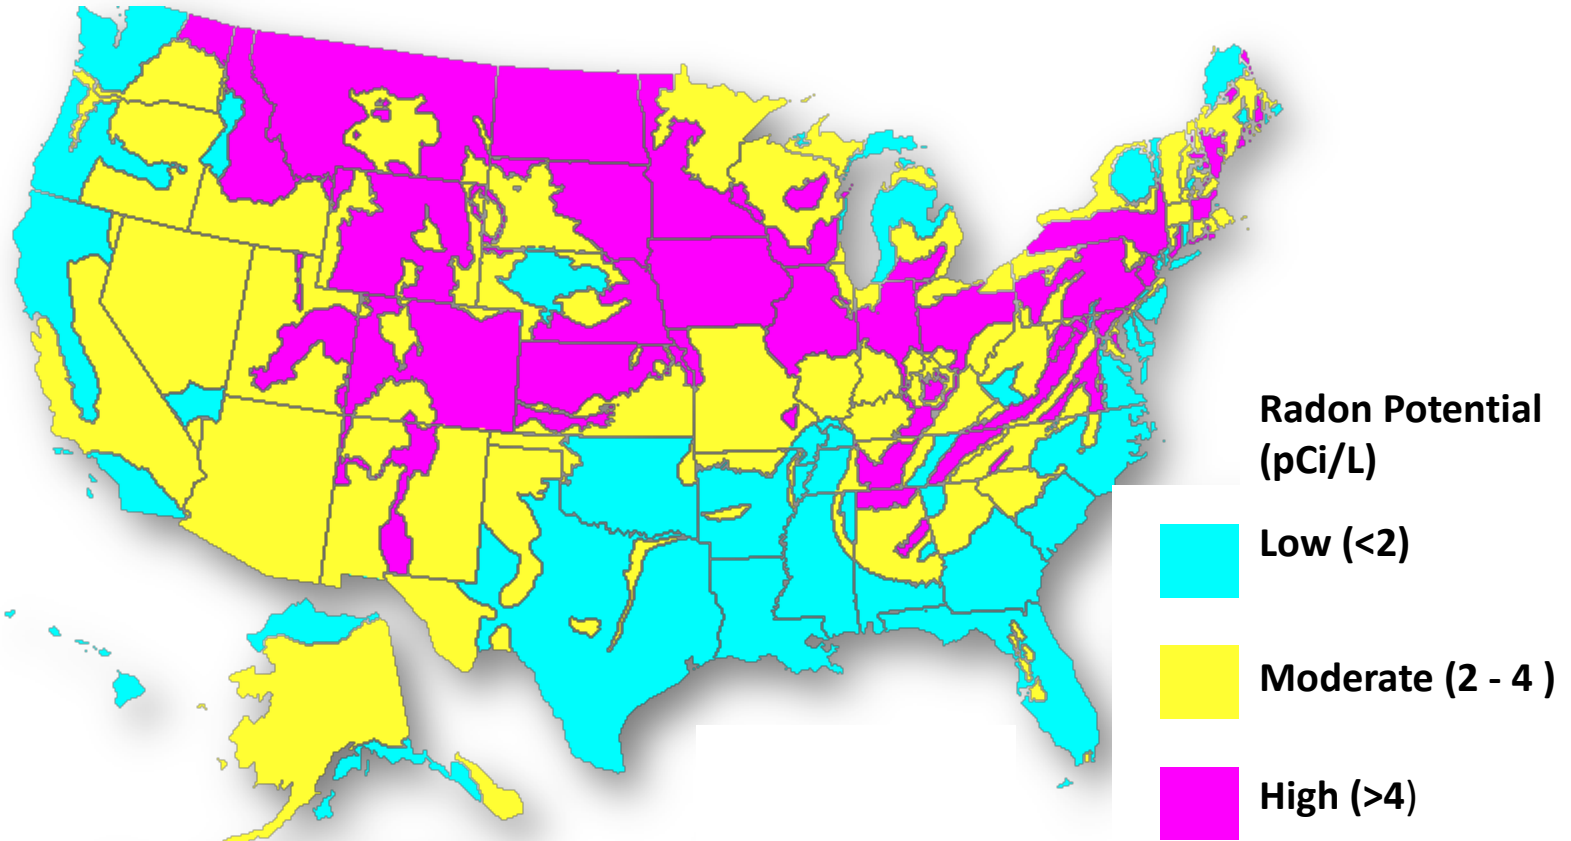 Radon Potential
(pCi/L)
Low (<2)
Moderate (2 - 4 )
High (>4)